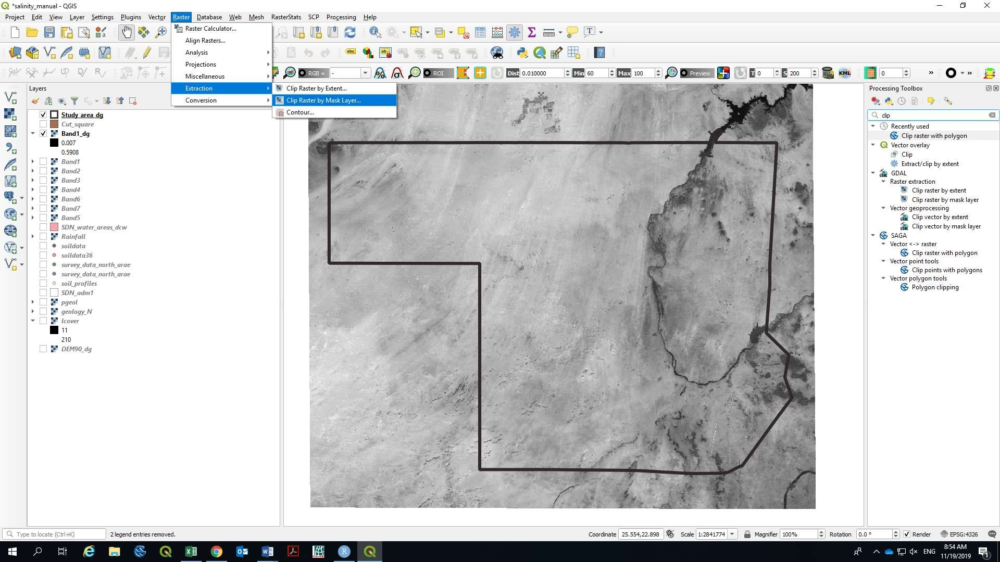 *salinity_manual - QGIS
Project Edit View Layer Settings Plugins Vector Raster Database Web Mesh RasterStats SCP Processing Help
Raster Calculator...
Align Rasters...
Analysis
Projections
Miscellaneous
Extraction
Conversion
Clip Raster by Extent...
Clip Raster by Mask Layer...
Contour...
RGB = - ROI Dist 0.010000 Min 60 Max 100 Preview T 0 S 200 KML 0
Layers
Study_area_dg
Cut_square
Band1_dg
0.007
0.5908
Band1
Band2
Band3
Band4
Band6
Band7
Band5
SDN_water_areas_dcw
Rainfall
soildata
soildata36
survey_data_north_arae
survey_data_north_arae
soil_profiles
SDN_adm1
pgeol
geology_N
lcover
11
210
DEM90_dg
Processing Toolbox
clip
Recently used
Clip raster with polygon
Vector overlay
Clip
Extract/clip by extent
GDAL
Raster extraction
Clip raster by extent
Clip raster by mask layer
Vector geoprocessing
Clip vector by extent
Clip vector by mask layer
SAGA
Vector <-> raster
Clip raster with polygon
Vector point tools
Clip points with polygons
Vector polygon tools
Polygon clipping
Type to locate (Ctrl+K) 2 legend entries removed. Coordinate 25.554,22.898 Scale 1:2841774 Magnifier 100% Rotation 0.0 ° Render EPSG:4326
ENG 8:54 AM
11/19/2019